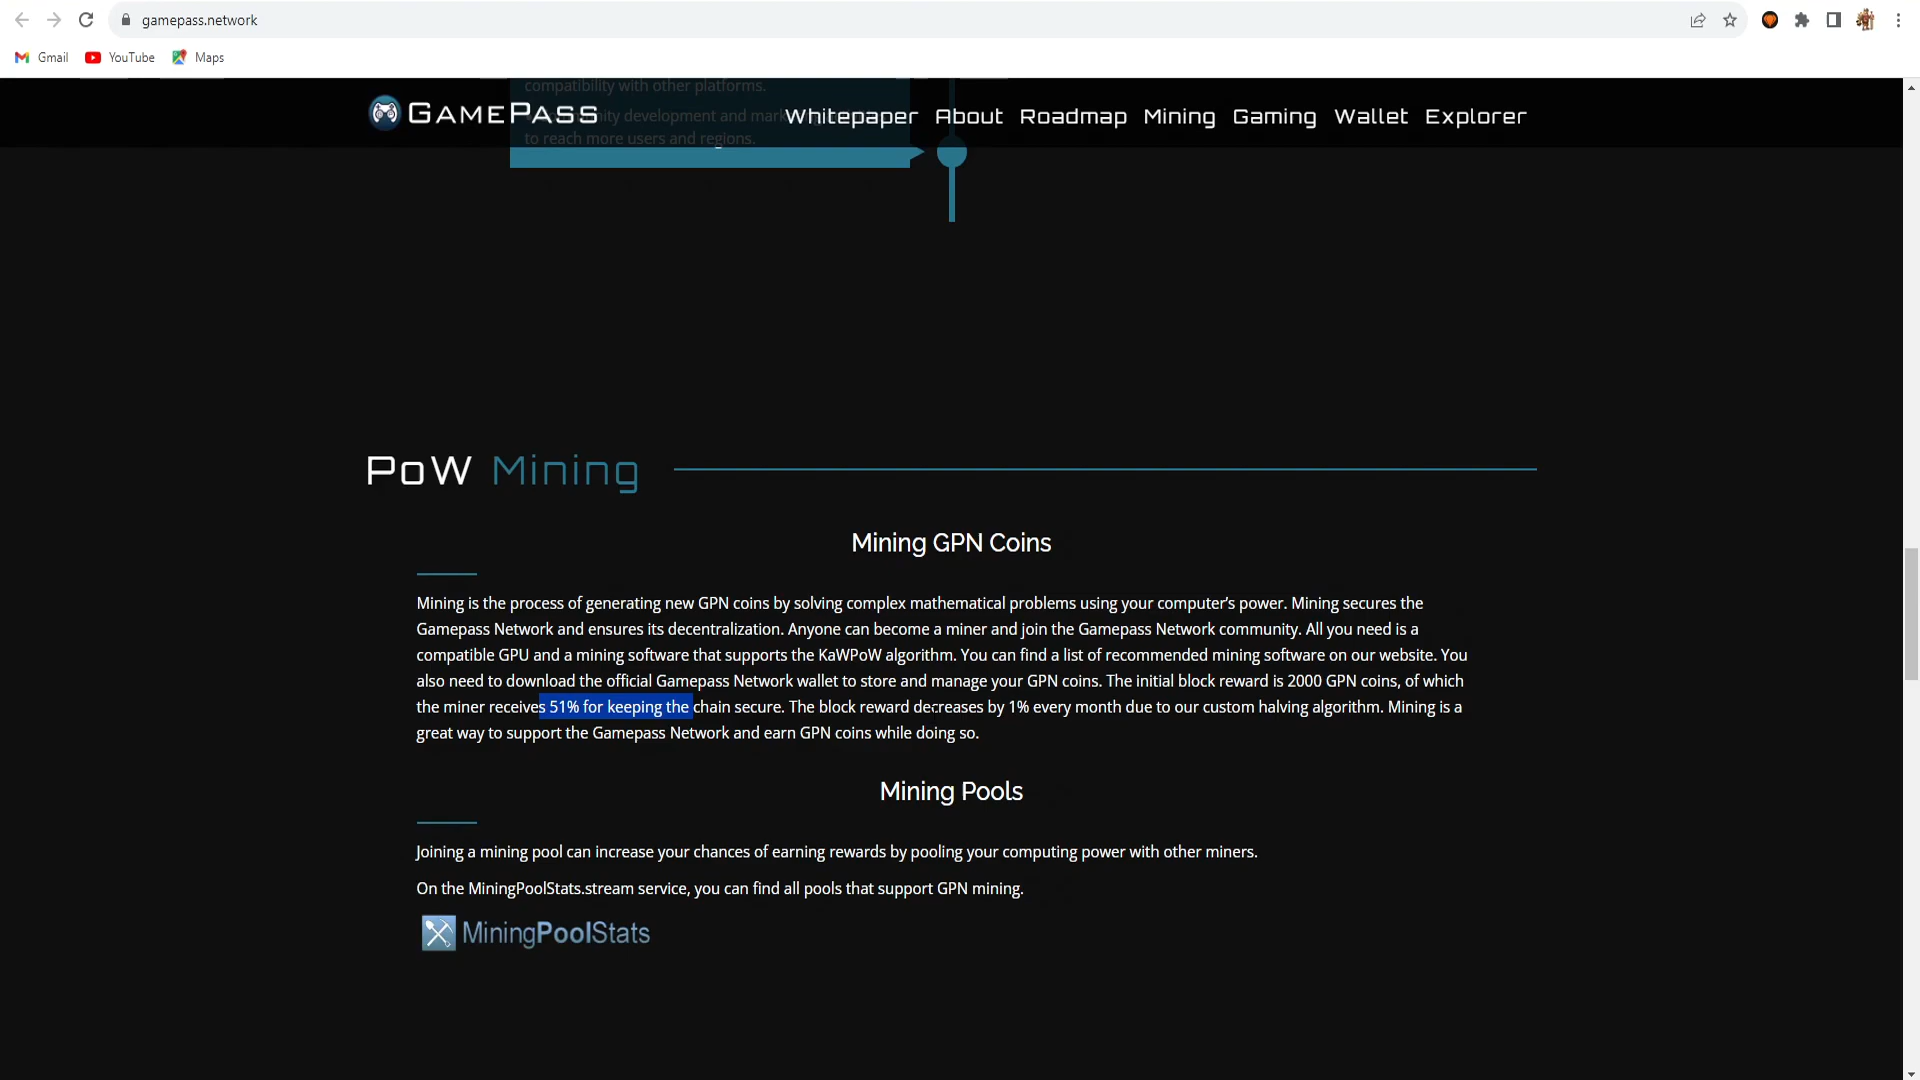 gamepass.network
Gmail YouTube Maps
compatibility with other platforms.
GAMEPASS
Whitepaper About Roadmap Mining Gaming Wallet Explorer
development and
to reach more users and regions.
PoW Mining
Mining GPN Coins
Mining is the process of generating new GPN coins by solving complex mathematical problems using your computer's power. Mining secures the
Gamepass Network and ensures its decentralization. Anyone can become a miner and join the Gamepass Network community. All you need is a
compatible GPU and a mining software that supports the KaWPoW algorithm. You can find a list of recommended mining software on our website. You
also need to download the official Gamepass Network wallet to store and manage your GPN coins. The initial block reward is 2000 GPN coins, of which
the miner receives 51% for keeping the chain secure. The block reward decreases by 1% every month due to our custom halving algorithm. Mining is a
great way to support the Gamepass Network and earn GPN coins while doing so.
Mining Pools
Joining a mining pool can increase your chances of earning rewards by pooling your computing power with other miners.
On the MiningPoolStats.stream service, you can find all pools that support GPN mining.
MiningPoolStats